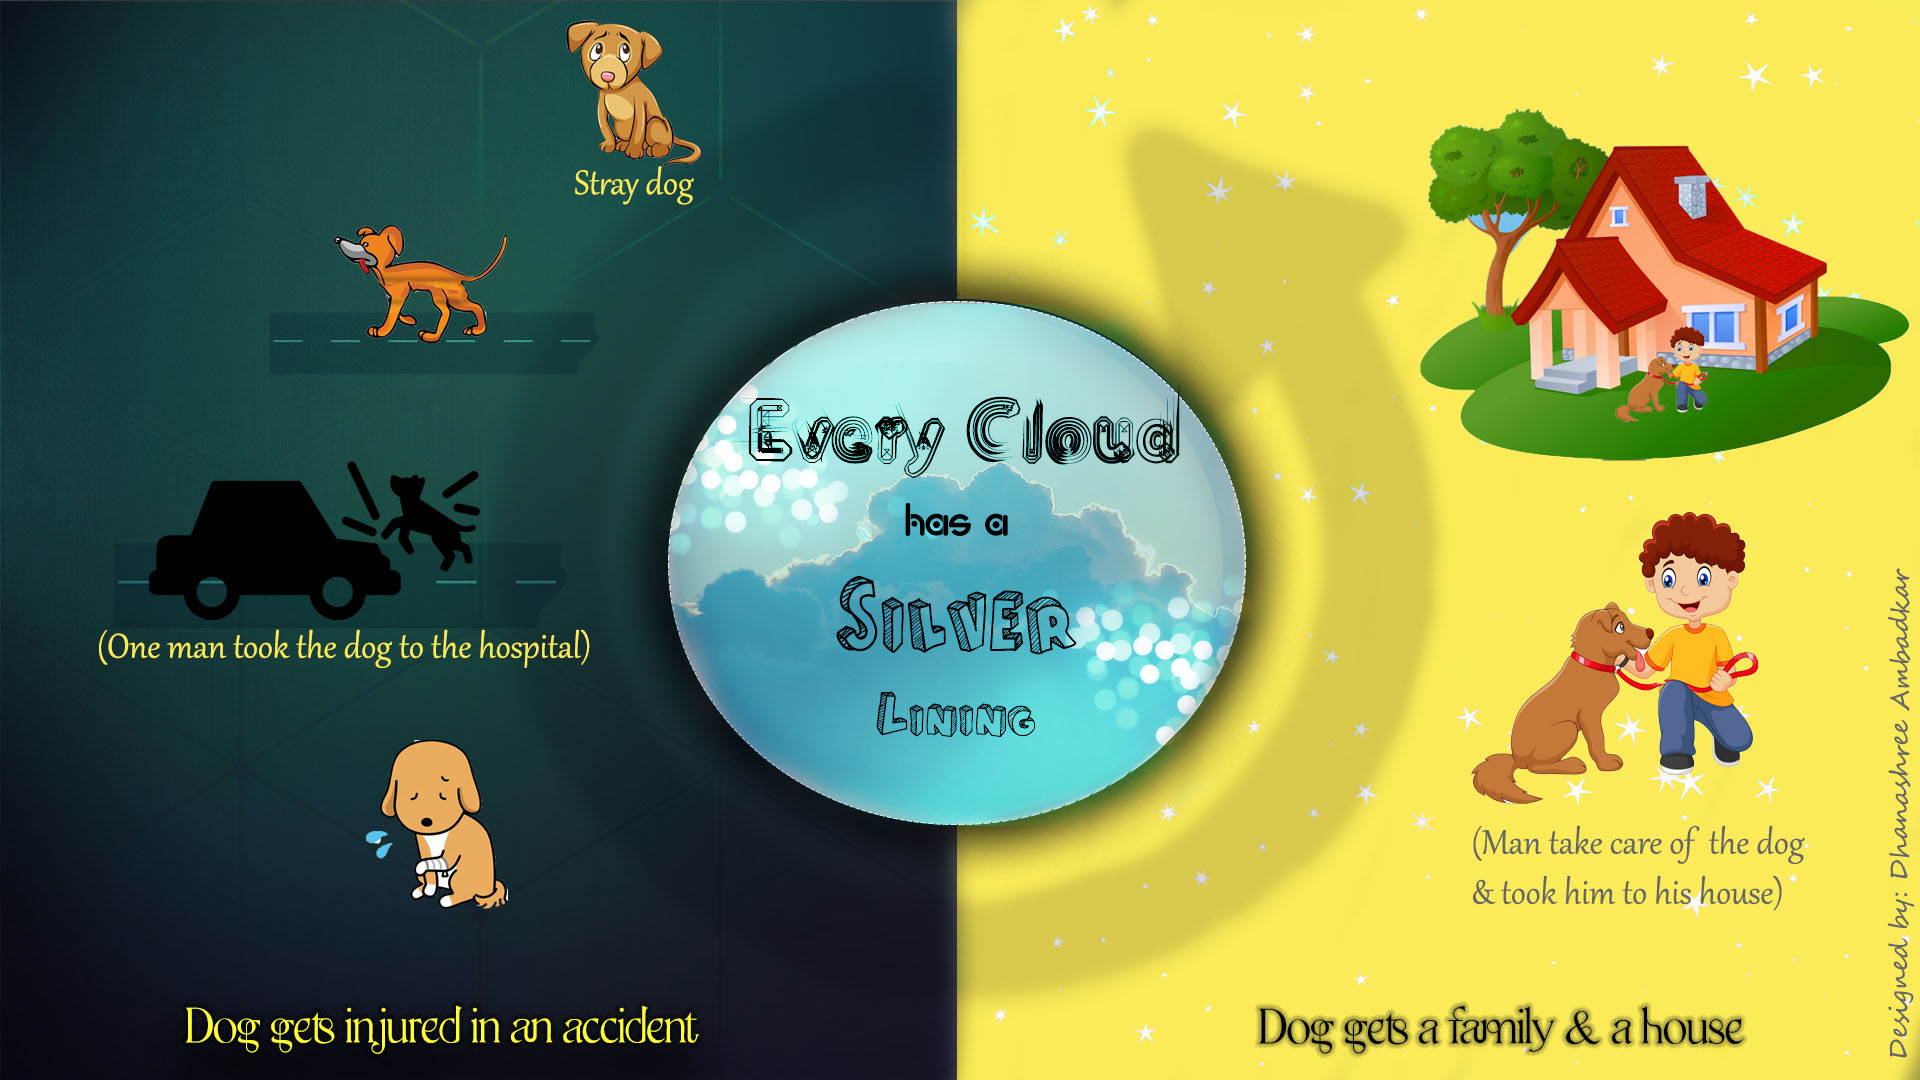 Stray dog
(One man took the dog to the hospital)
Dog gets injured in an accident
Every Cloud
has a
Silver
Lining
(Man take care of the dog
& took him to his house)
Dog gets a family & a house
Designed by: Dhanashree Ambadkar